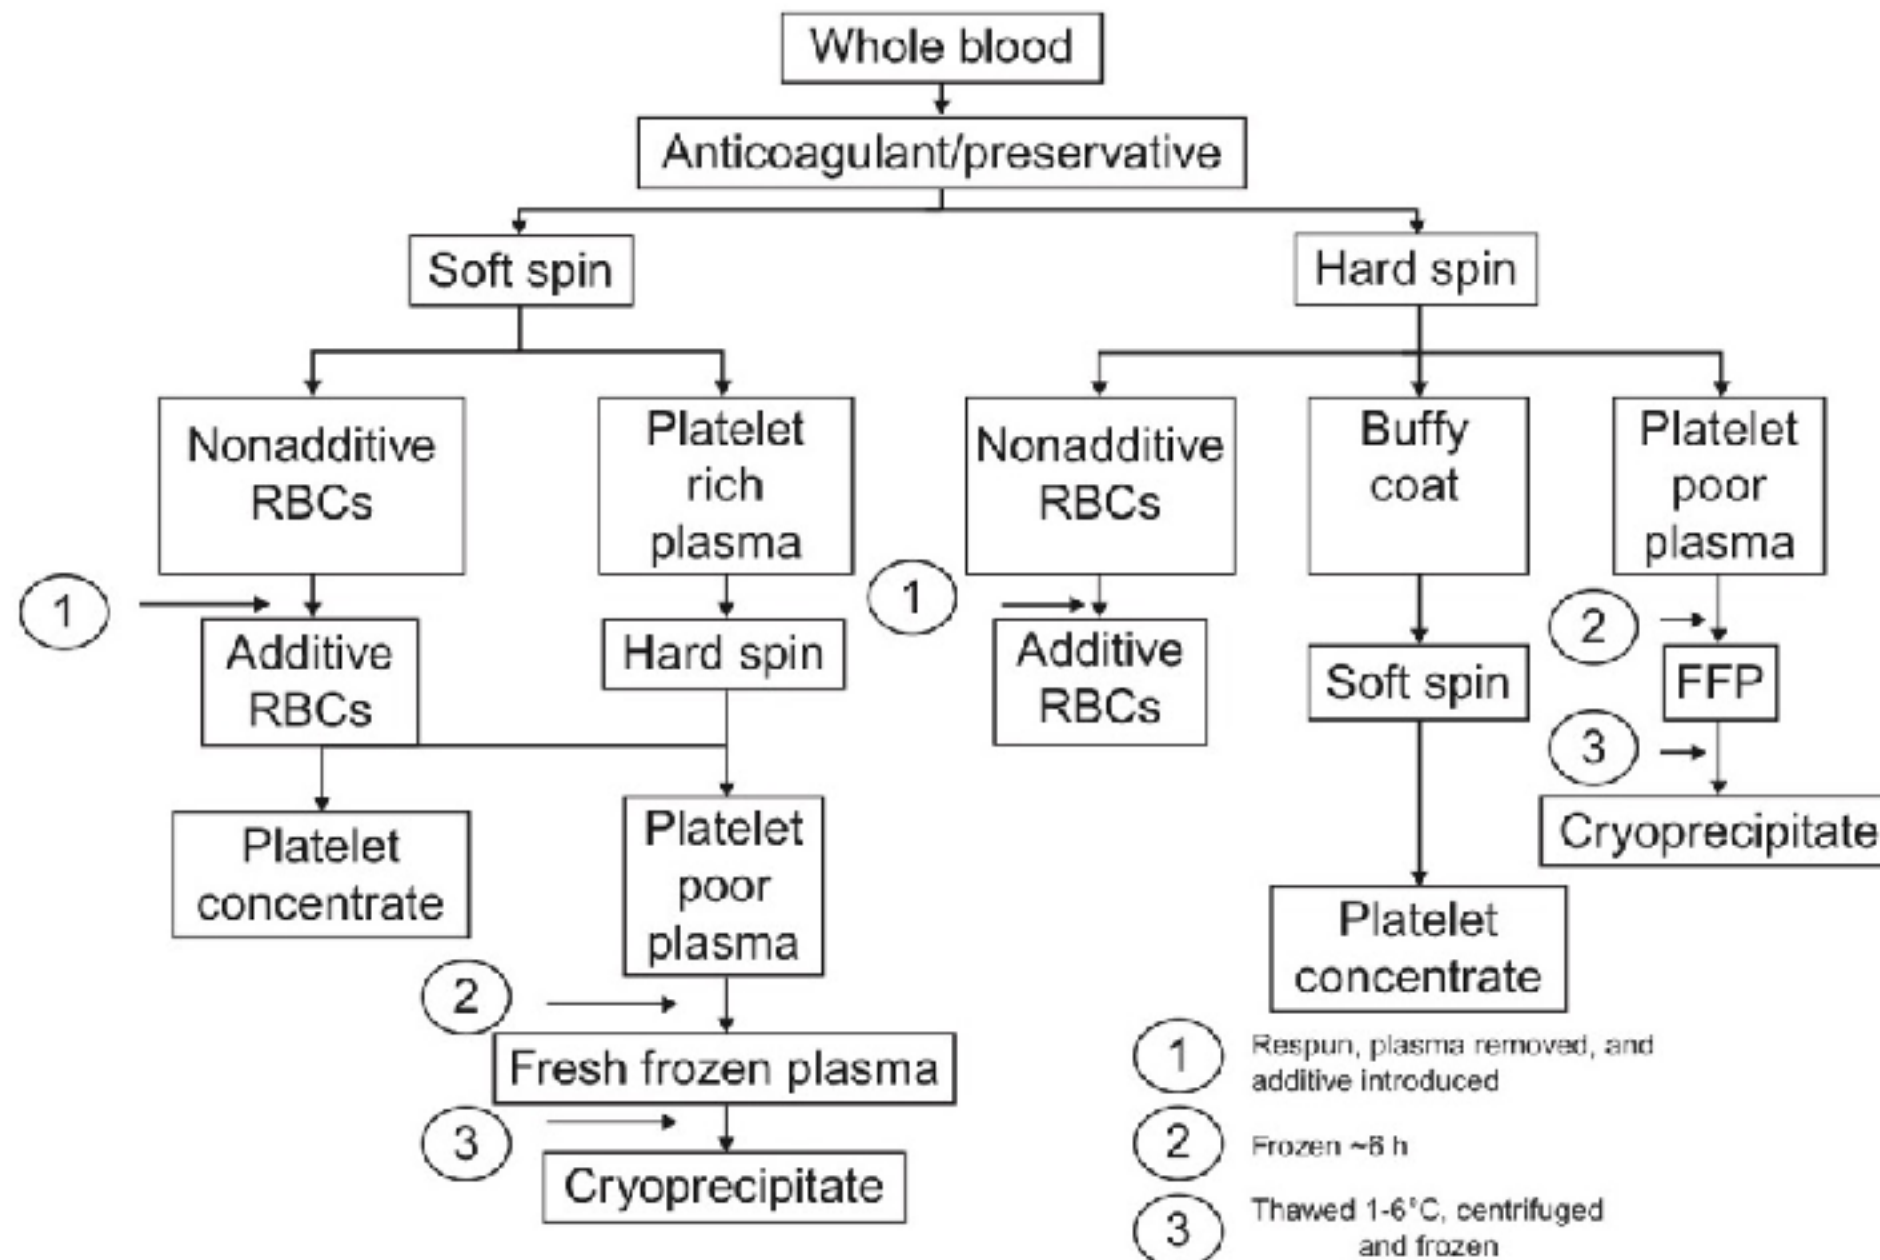 Whole blood
Anticoagulant/preservative
Soft spin
Hard spin
Nonadditive
RBCs
Platelet
rich
plasma
Nonadditive
RBCs
Buffy
coat
Platelet
poor
plasma
1
Additive
RBCs
Hard spin
1
Additive
RBCs
Soft spin
2
FFP
3
Cryoprecipitate
Platelet
concentrate
Platelet
poor
plasma
Platelet
concentrate
2
Fresh frozen plasma
3
Cryoprecipitate
1
Respun, plasma removed, and
additive introduced
2
Frozen ~6 h
3
Thawed 1-6°C, centrifuged
and frozen